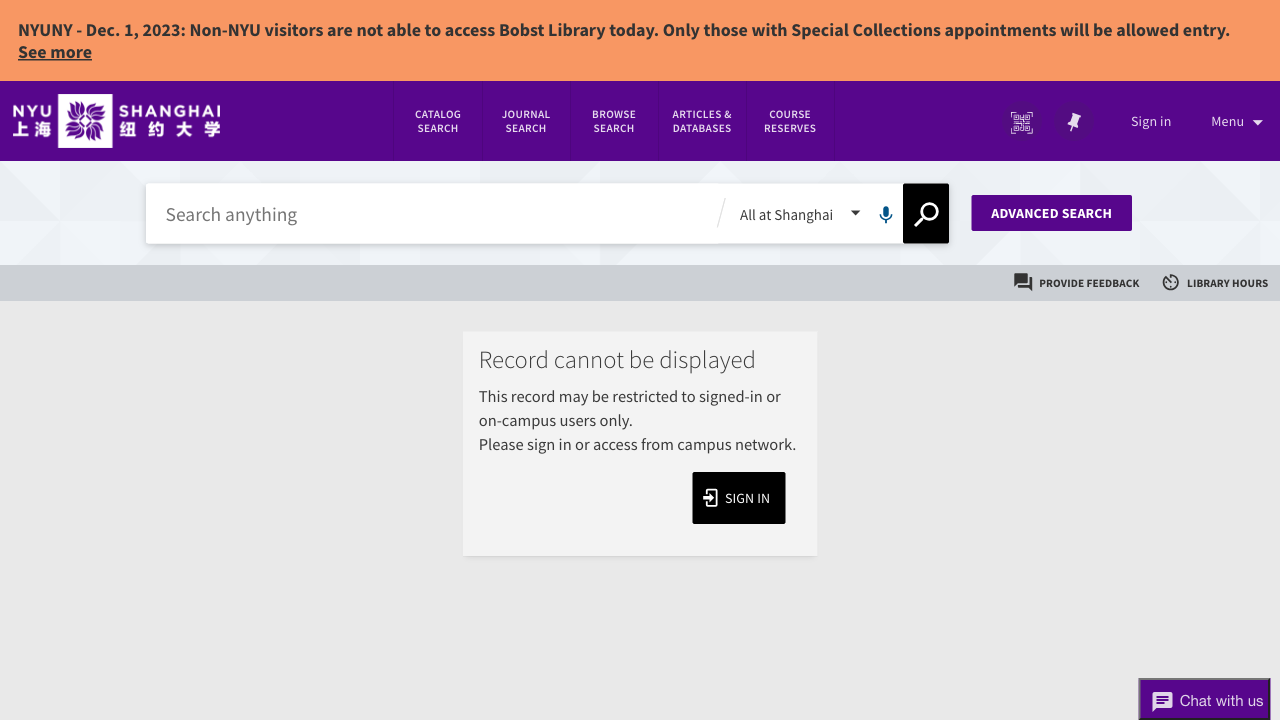 NYUNY - Dec. 1, 2023: Non-NYU visitors are not able to access Bobst Library today. Only those with Special Collections appointments will be allowed entry.
See more
NYU SHANGHAI
上海 纽约大学
CATALOG
SEARCH
JOURNAL
SEARCH
BROWSE
SEARCH
ARTICLES &
DATABASES
COURSE
RESERVES
Sign in
Menu
Search anything
All at Shanghai
ADVANCED SEARCH
PROVIDE FEEDBACK
LIBRARY HOURS
Record cannot be displayed
This record may be restricted to signed-in or
on-campus users only.
Please sign in or access from campus network.
SIGN IN
Chat with us